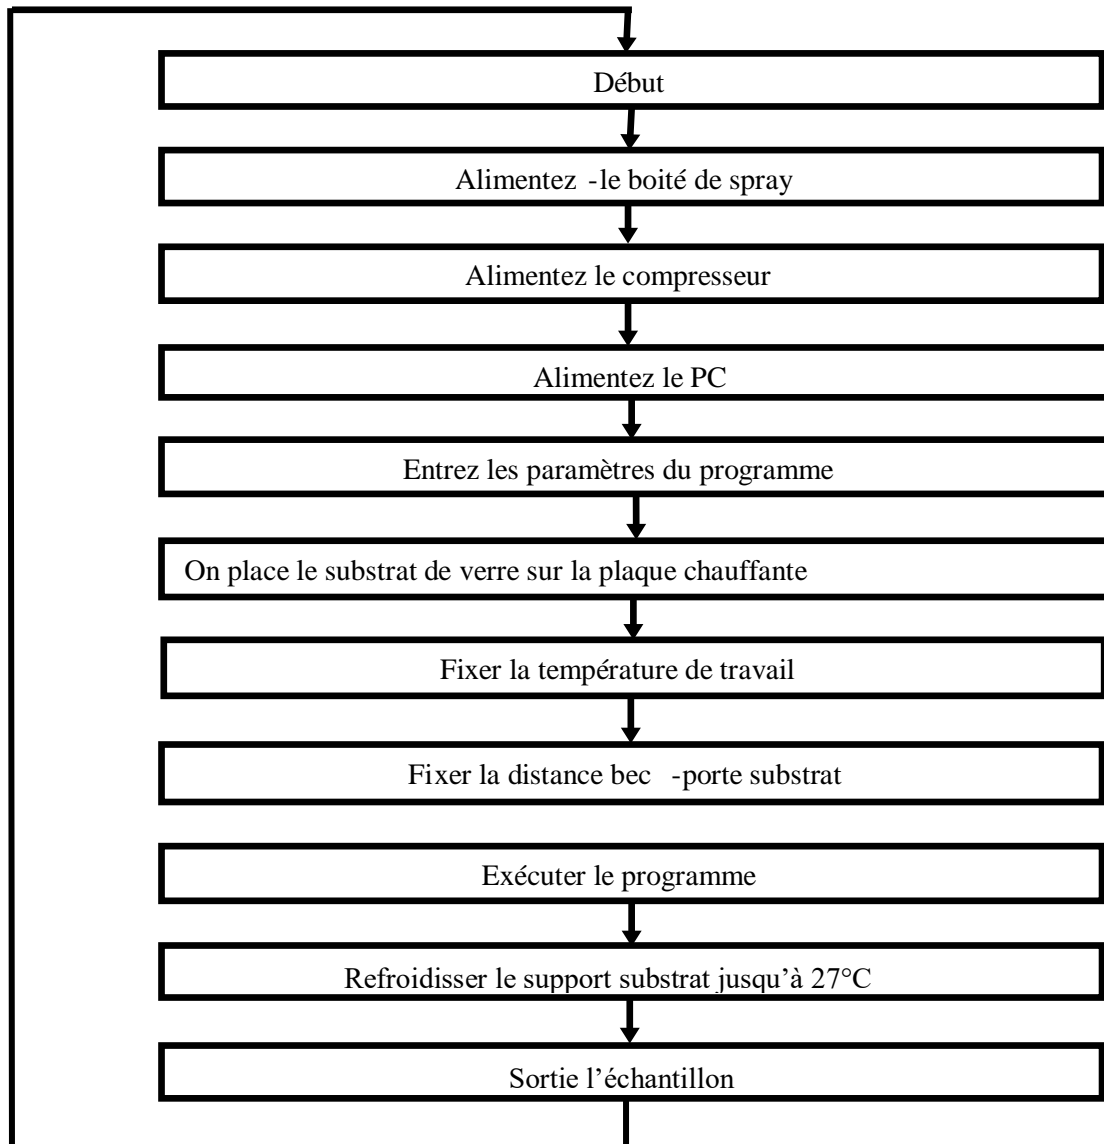 Début
Alimentez -le boité de spray
Alimentez le compresseur
Alimentez le PC
Entrez les paramètres du programme
On place le substrat de verre sur la plaque chauffante
Fixer la température de travail
Fixer la distance bec -porte substrat
Exécuter le programme
Refroidisser le support substrat jusqu’à 27°C
Sortie l’échantillon